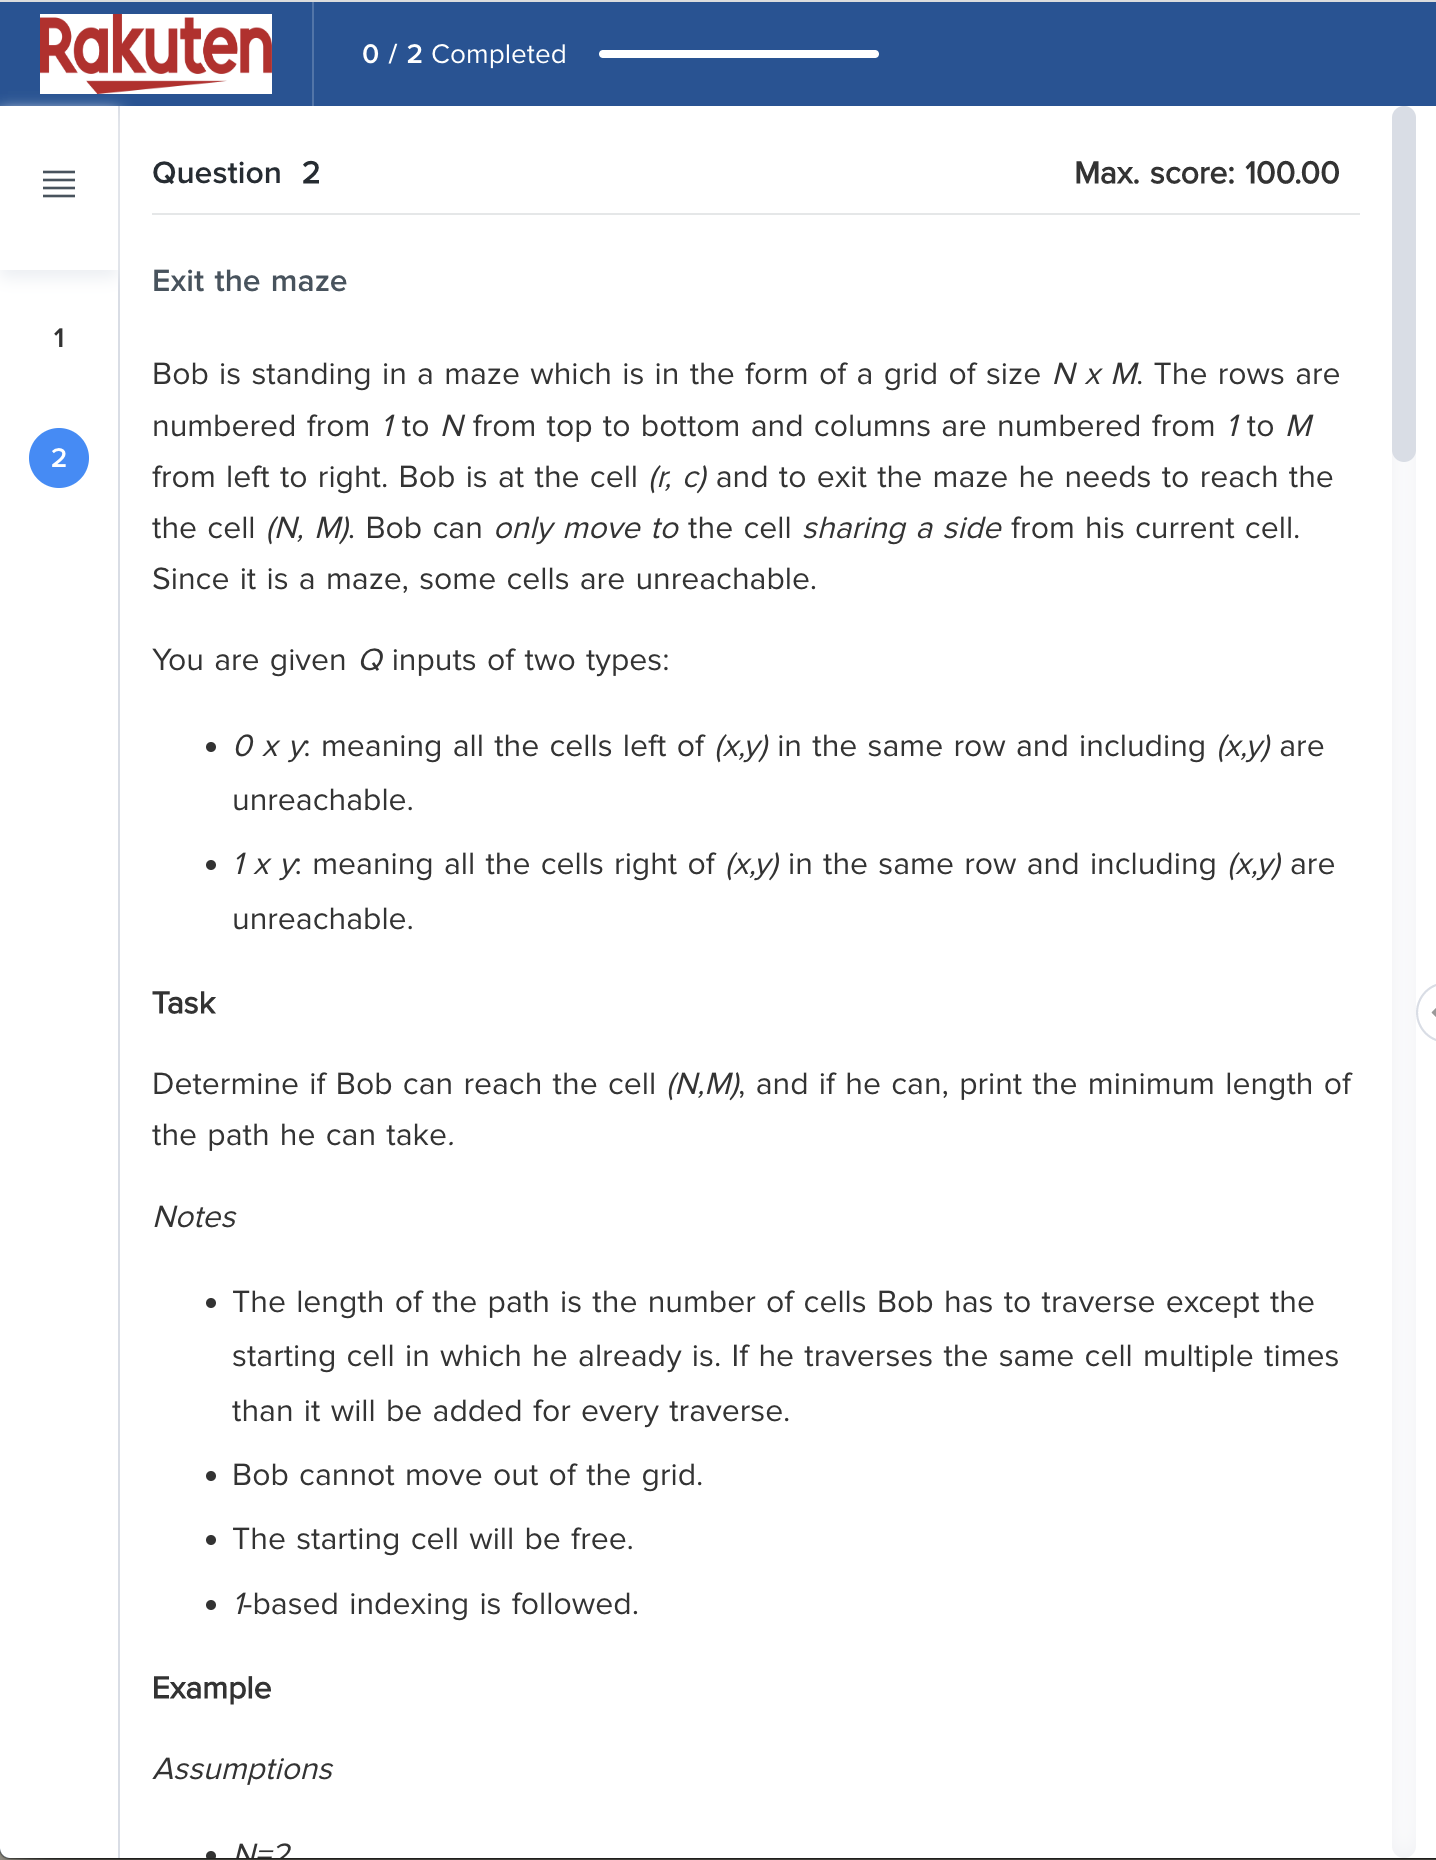 Rakuten
0 / 2 Completed
Question 2
Max. score: 100.00
Exit the maze
1
2
Bob is standing in a maze which is in the form of a grid of size N x M. The rows are
numbered from 1 to N from top to bottom and columns are numbered from 1 to M
from left to right. Bob is at the cell (r, c) and to exit the maze he needs to reach the
the cell (N, M). Bob can only move to the cell sharing a side from his current cell.
Since it is a maze, some cells are unreachable.
You are given Q inputs of two types:
• 0 x y: meaning all the cells left of (x,y) in the same row and including (x,y) are
unreachable.
• 1 x y: meaning all the cells right of (x,y) in the same row and including (x,y) are
unreachable.
Task
Determine if Bob can reach the cell (N,M), and if he can, print the minimum length of
the path he can take.
Notes
• The length of the path is the number of cells Bob has to traverse except the
starting cell in which he already is. If he traverses the same cell multiple times
than it will be added for every traverse.
• Bob cannot move out of the grid.
• The starting cell will be free.
• 1-based indexing is followed.
Example
Assumptions
• N=2